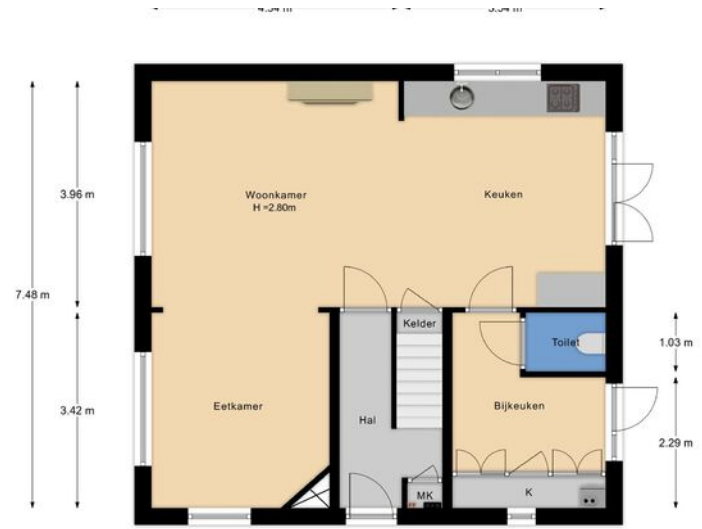 3.96 m
Woonkamer
H =2.80m
Keuken
7.48 m
Kelder
Toilet
1.03 m
3.42 m
Eetkamer
Hal
Bijkeuken
2.29 m
MK
K